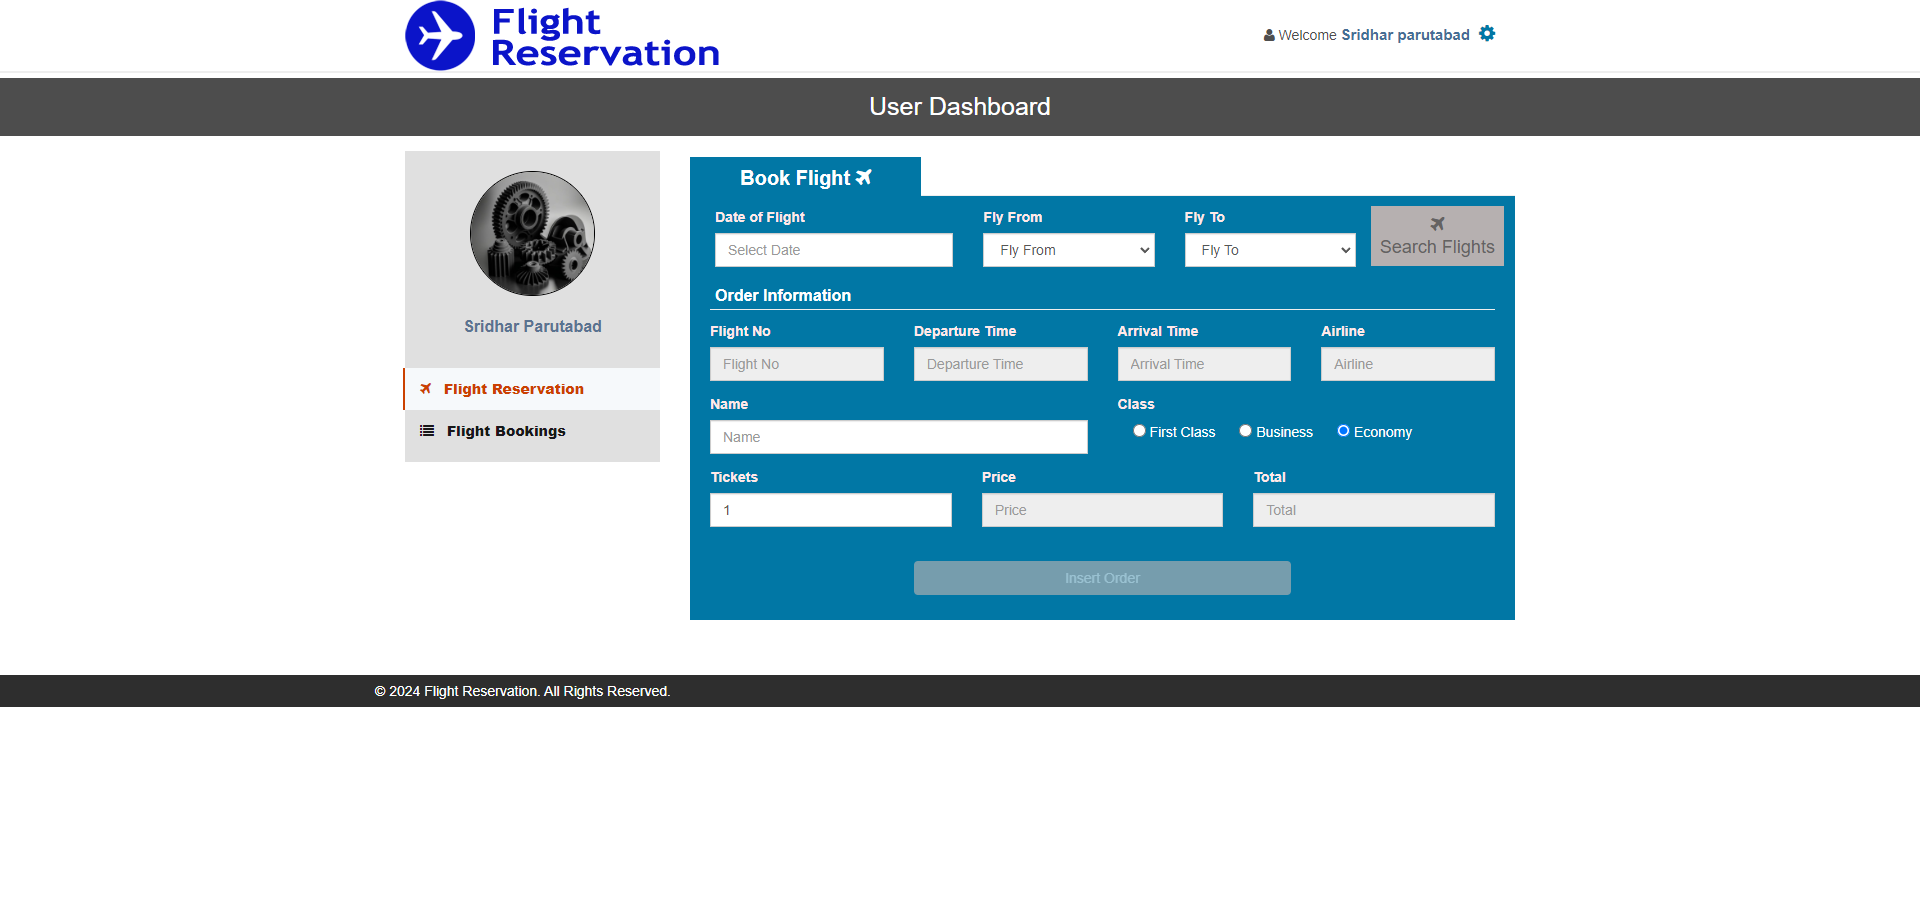 Flight
Reservation
Welcome Sridhar parutabad
User Dashboard
Sridhar Parutabad
Flight Reservation
Flight Bookings
Book Flight
Date of Flight Fly From Fly To
Select Date Fly From Fly To Search Flights
Order Information
Flight No Departure Time Arrival Time Airline
Flight No Departure Time Arrival Time Airline
Name Class
Name First Class Business Economy
Tickets Price Total
1 Price Total
Insert Order
© 2024 Flight Reservation. All Rights Reserved.